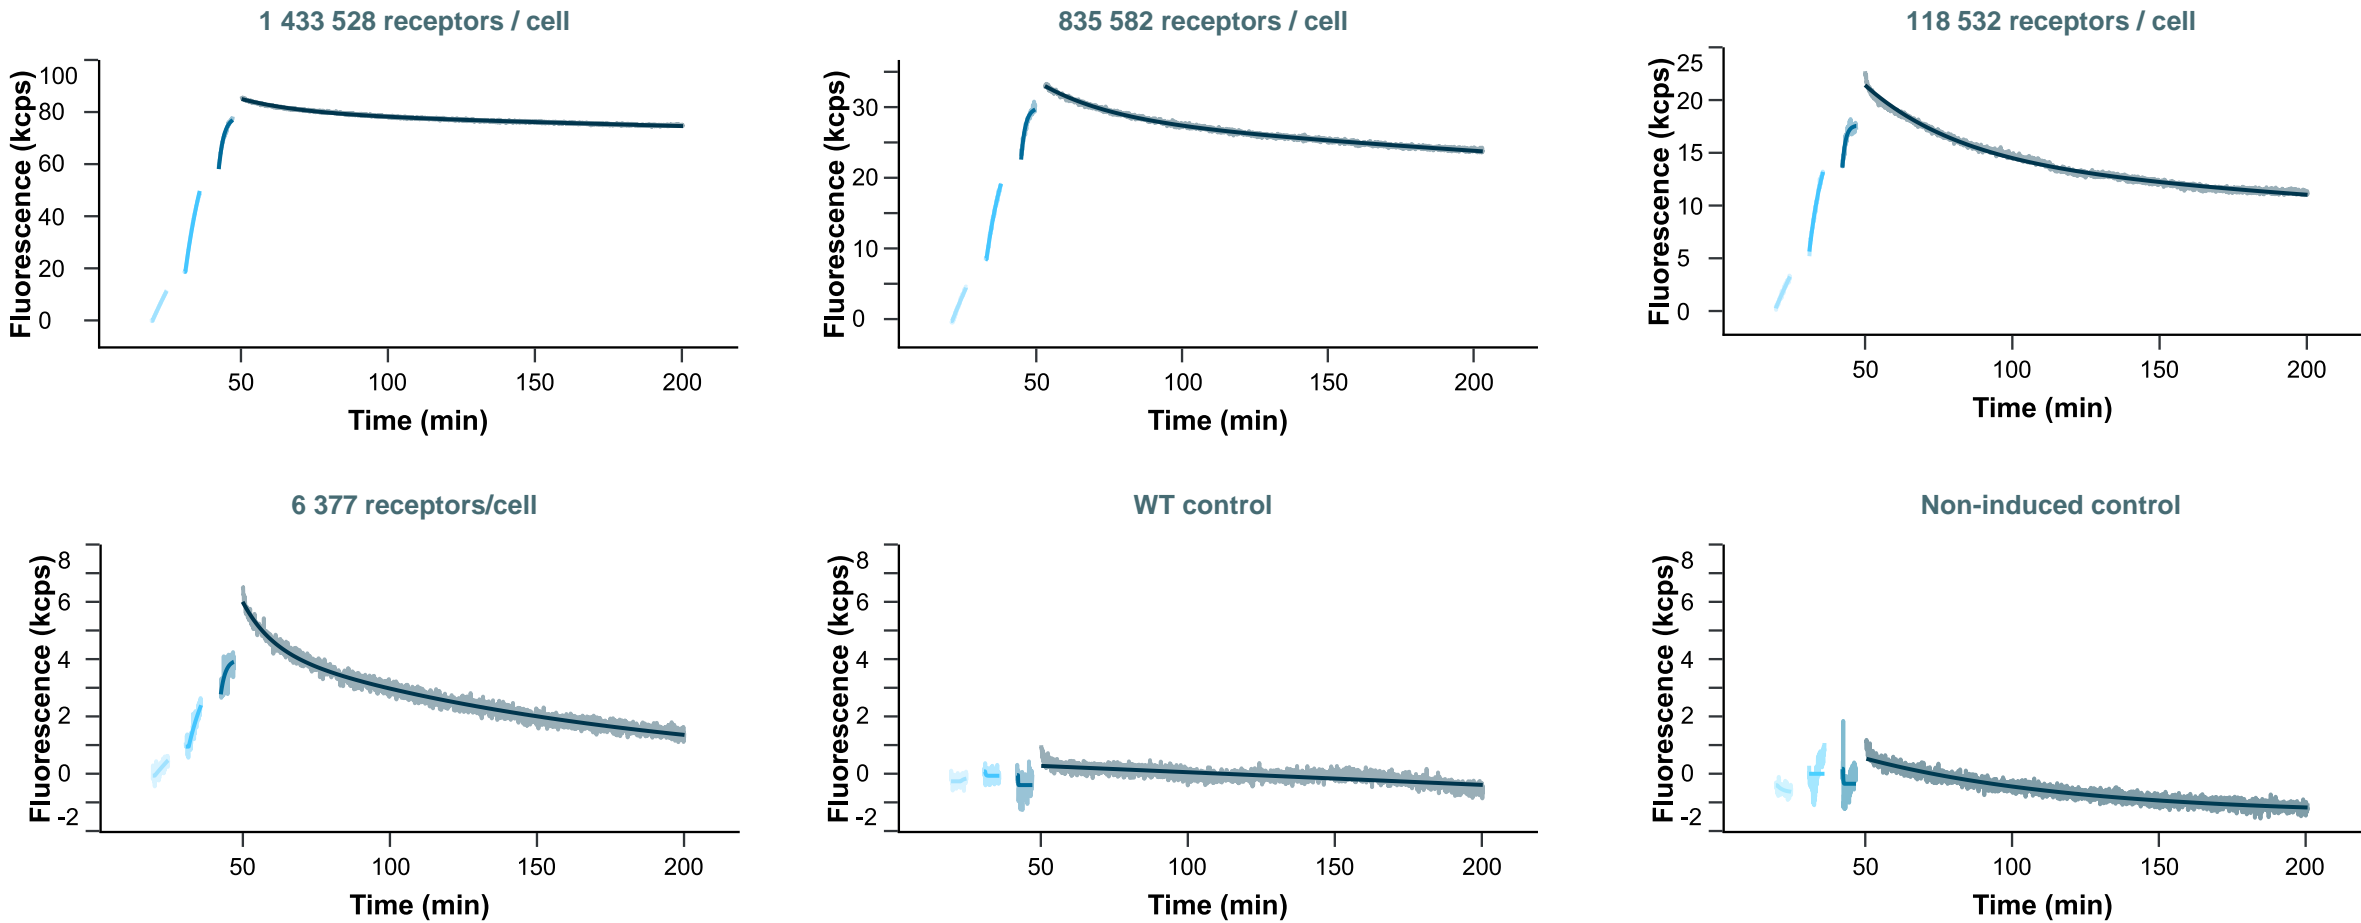 1 433 528 receptors / cell
835 582 receptors / cell
118 532 receptors / cell
Fluorescence (kcps)
100
80
60
40
20
0
50 100 150 200
Time (min)
Fluorescence (kcps)
30
20
10
0
50 100 150 200
Time (min)
Fluorescence (kcps)
25
20
15
10
5
0
50 100 150 200
Time (min)
6 377 receptors/cell
WT control
Non-induced control
Fluorescence (kcps)
8
6
4
2
0
-2
50 100 150 200
Time (min)
Fluorescence (kcps)
8
6
4
2
0
-2
50 100 150 200
Time (min)
Fluorescence (kcps)
8
6
4
2
0
-2
50 100 150 200
Time (min)